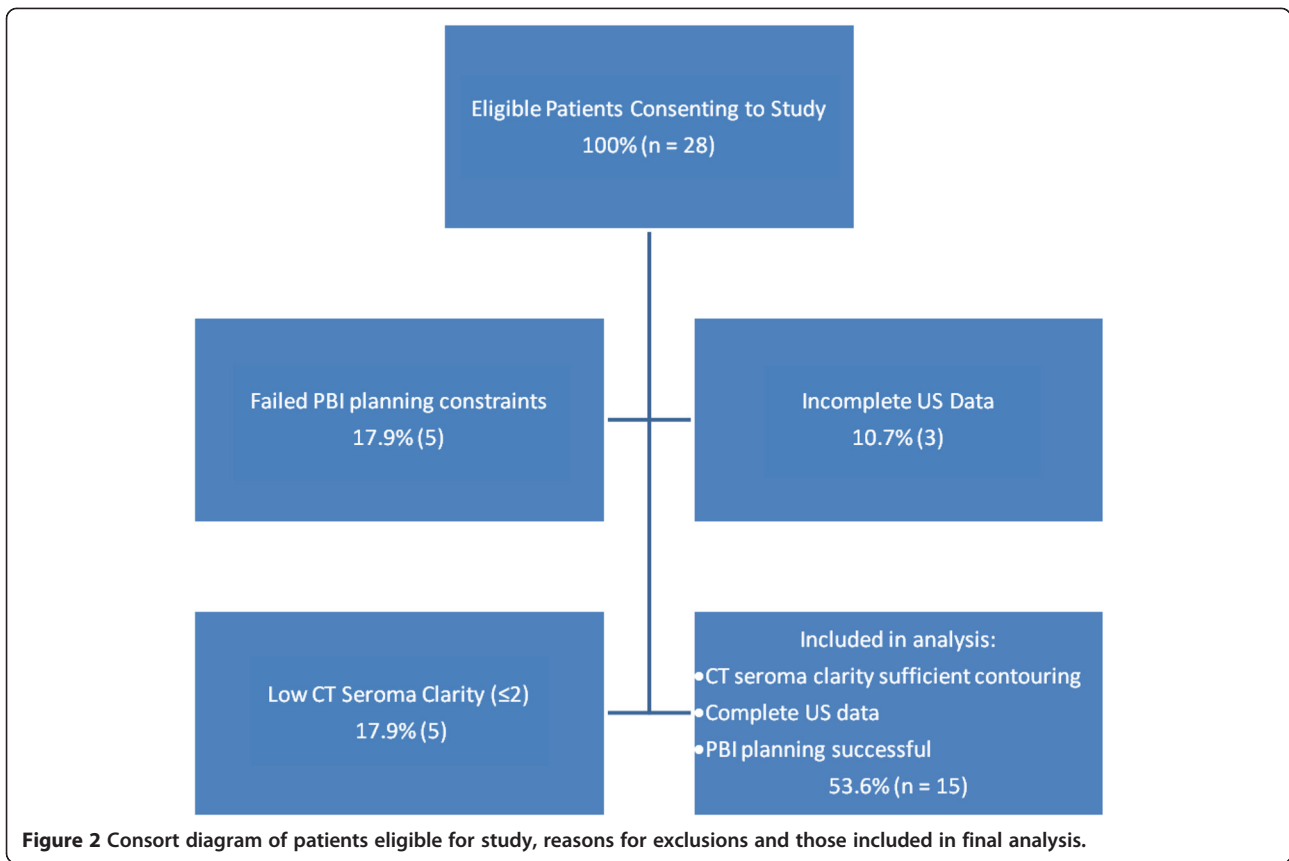 Eligible Patients Consenting to Study
100% (n = 28)
Failed PBI planning constraints
17.9% (5)
Incomplete US Data
10.7% (3)
Low CT Seroma Clarity (≤2)
17.9% (5)
Included in analysis:
•CT seroma clarity sufficient contouring
•Complete US data
•PBI planning successful
53.6% (n = 15)
Figure 2 Consort diagram of patients eligible for study, reasons for exclusions and those included in final analysis.